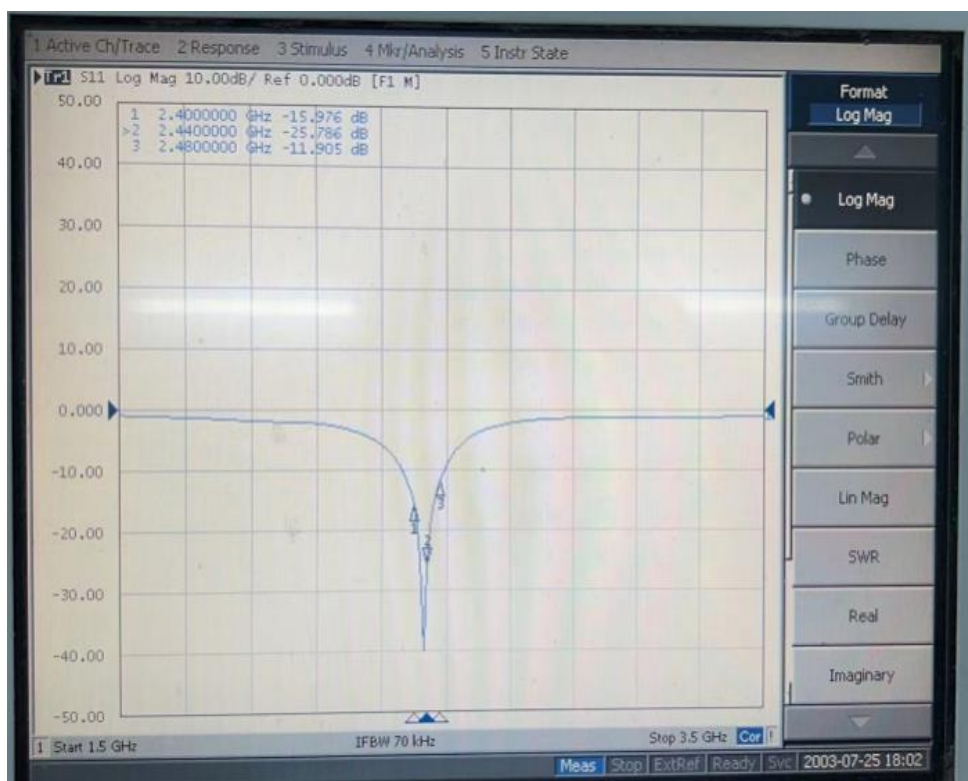 1 Active Ch/Trace 2 Response 3 Stimulus 4 Mkr/Analysis 5 Instr State
Tr1 S11 Log Mag 10.00dB/ Ref 0.000dB [F1 M]
50.00
1 2.4000000 GHz -15.976 dB
>2 2.4400000 GHz -25.786 dB
3 2.4800000 GHz -11.905 dB
40.00
30.00
20.00
10.00
0.000
-10.00
-20.00
-30.00
-40.00
-50.00
1
2
3
Format
Log Mag
Log Mag
Phase
Group Delay
Smith
Polar
Lin Mag
SWR
Real
Imaginary
1 Start 1.5 GHz IFBW 70 kHz Stop 3.5 GHz Cor !
Meas Stop ExtRef Ready Svc 2003-07-25 18:02